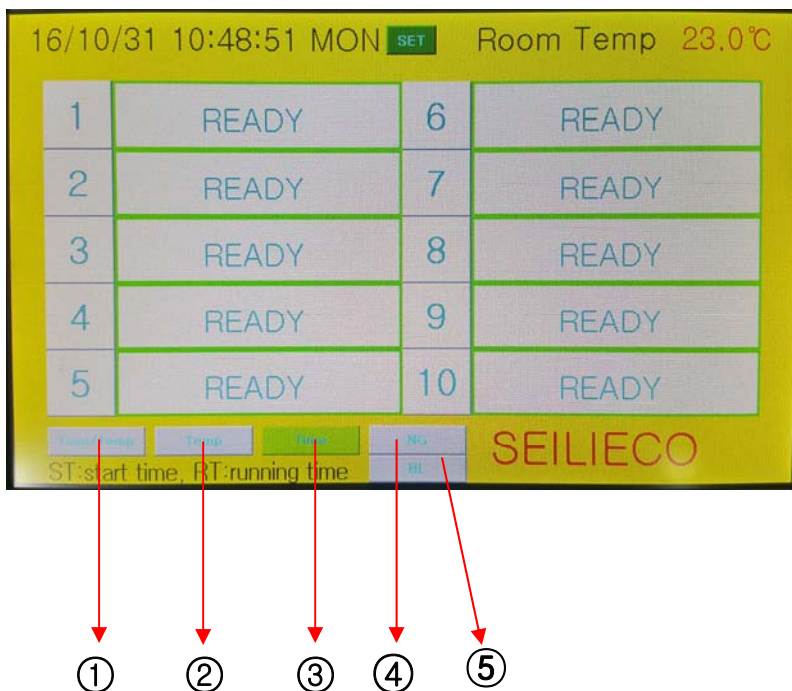 16/10/31 10:48:51 MON SET Room Temp 23.0℃
1 READY 6 READY
2 READY 7 READY
3 READY 8 READY
4 READY 9 READY
5 READY 10 READY
Temp Time NG SEILIECO
ST:start time, RT:running time
① ② ③ ④ ⑤